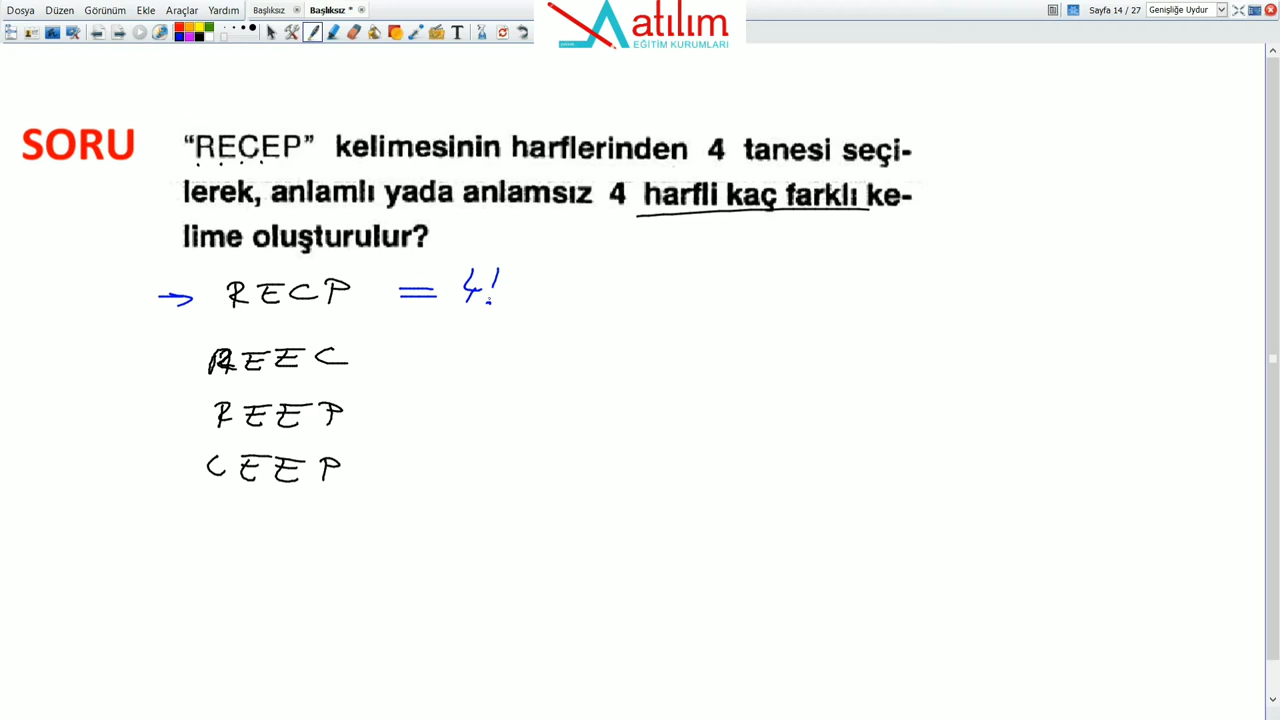 Dosya Düzen Görünüm Ekle Araçlar Yardım Başlıksız Başlıksız * Sayfa 14 / 27 Genişliğe Uydur
atılım
EĞİTİM KURUMLARI
SORU "RECEP" kelimesinin harflerinden 4 tanesi seçi-
lerek, anlamlı yada anlamsız 4 harfli kaç farklı ke-
lime oluşturulur?
→ RECP = 4!
REEC
REEP
CEEP